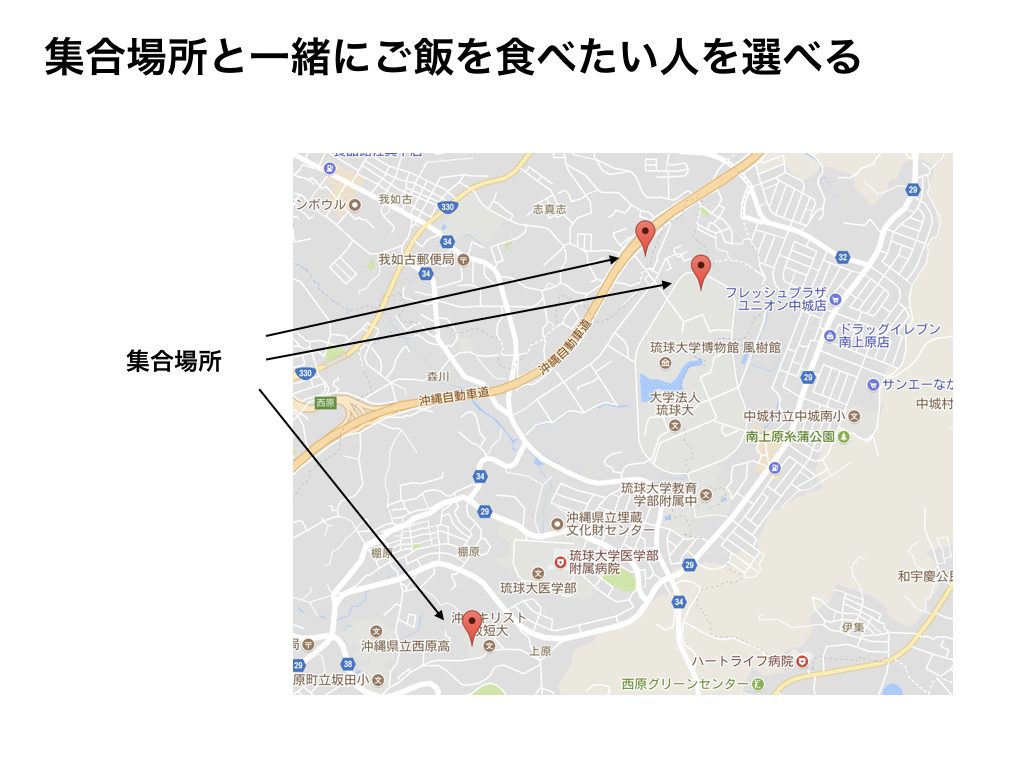 集合場所と一緒にご飯を食べたい人を選べる
ンボウル
我如古
330
志真志
29
34
我如古郵便局
34
32
フレッシュプラザ
ユニオン中城店
ドラッグイレブン
南上原店
沖縄自動車道
琉球大学博物館 風樹館
集合場所
330
森川
29
サンエーなか
西原
沖縄自動車道
大学法人
琉球大
中城村
中城村立中城南小
南上原糸蒲公園
34
琉球大学教育
学部附属中
29
沖縄県立埋蔵
文化財センター
棚原
棚原
琉球大学医学部
附属病院
29
琉球大医学部
和宇慶公民
34
沖
キリスト
短大
伊集
局
沖縄県立西原高
上原
29
38
ハートライフ病院
原町立坂田小
西原グリーンセンター